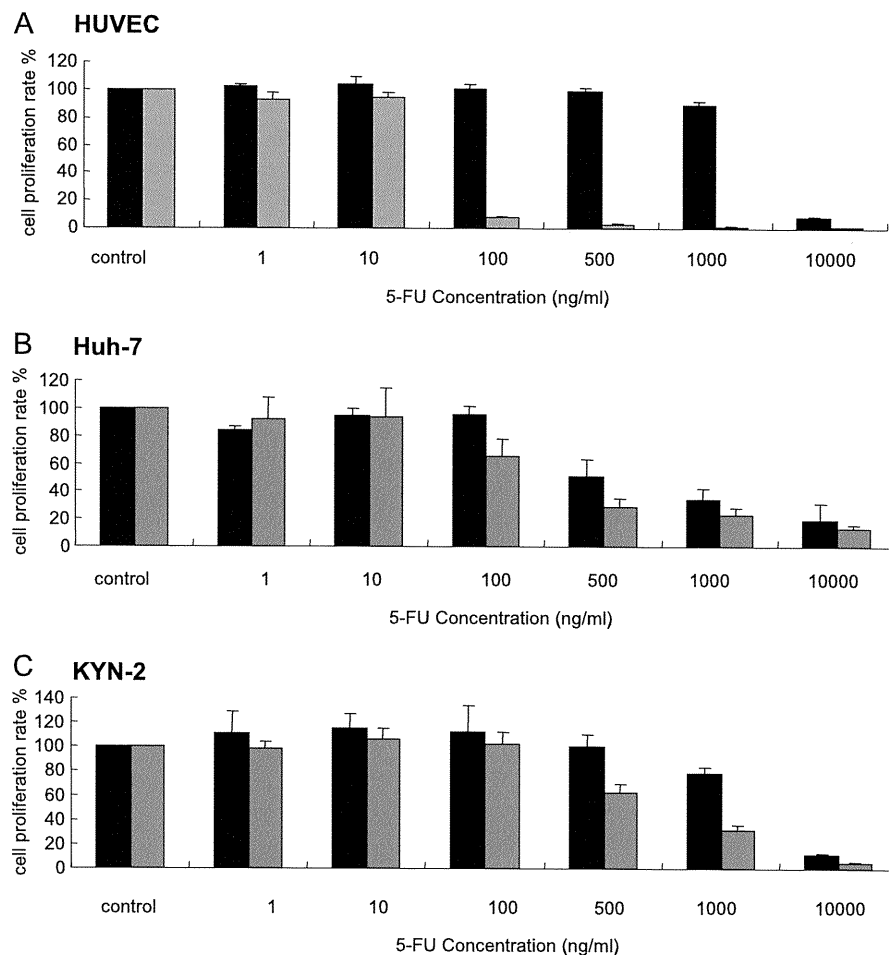 A HUVEC
cell proliferation rate %
120
100
80
60
40
20
0
control 1 10 100 500 1000 10000
5-FU Concentration (ng/ml)
B Huh-7
cell proliferation rate %
120
100
80
60
40
20
0
control 1 10 100 500 1000 10000
5-FU Concentration (ng/ml)
C KYN-2
cell proliferation rate %
140
120
100
80
60
40
20
0
control 1 10 100 500 1000 10000
5-FU Concentration (ng/ml)